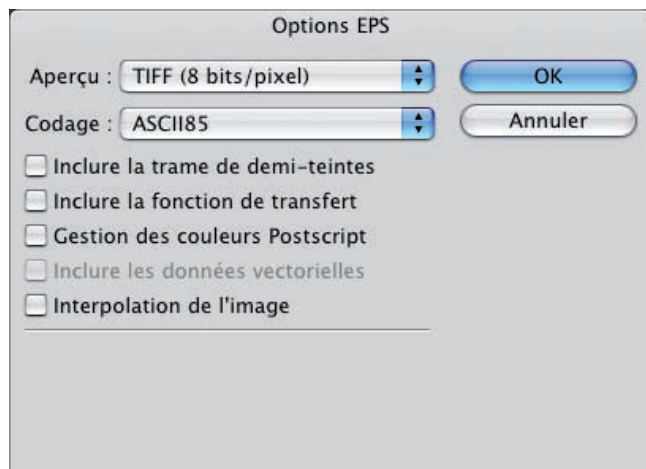 Options EPS
Aperçu : TIFF (8 bits/pixel) OK
Codage : ASCII85 Annuler
Inclure la trame de demi-teintes
Inclure la fonction de transfert
Gestion des couleurs Postscript
Inclure les données vectorielles
Interpolation de l'image